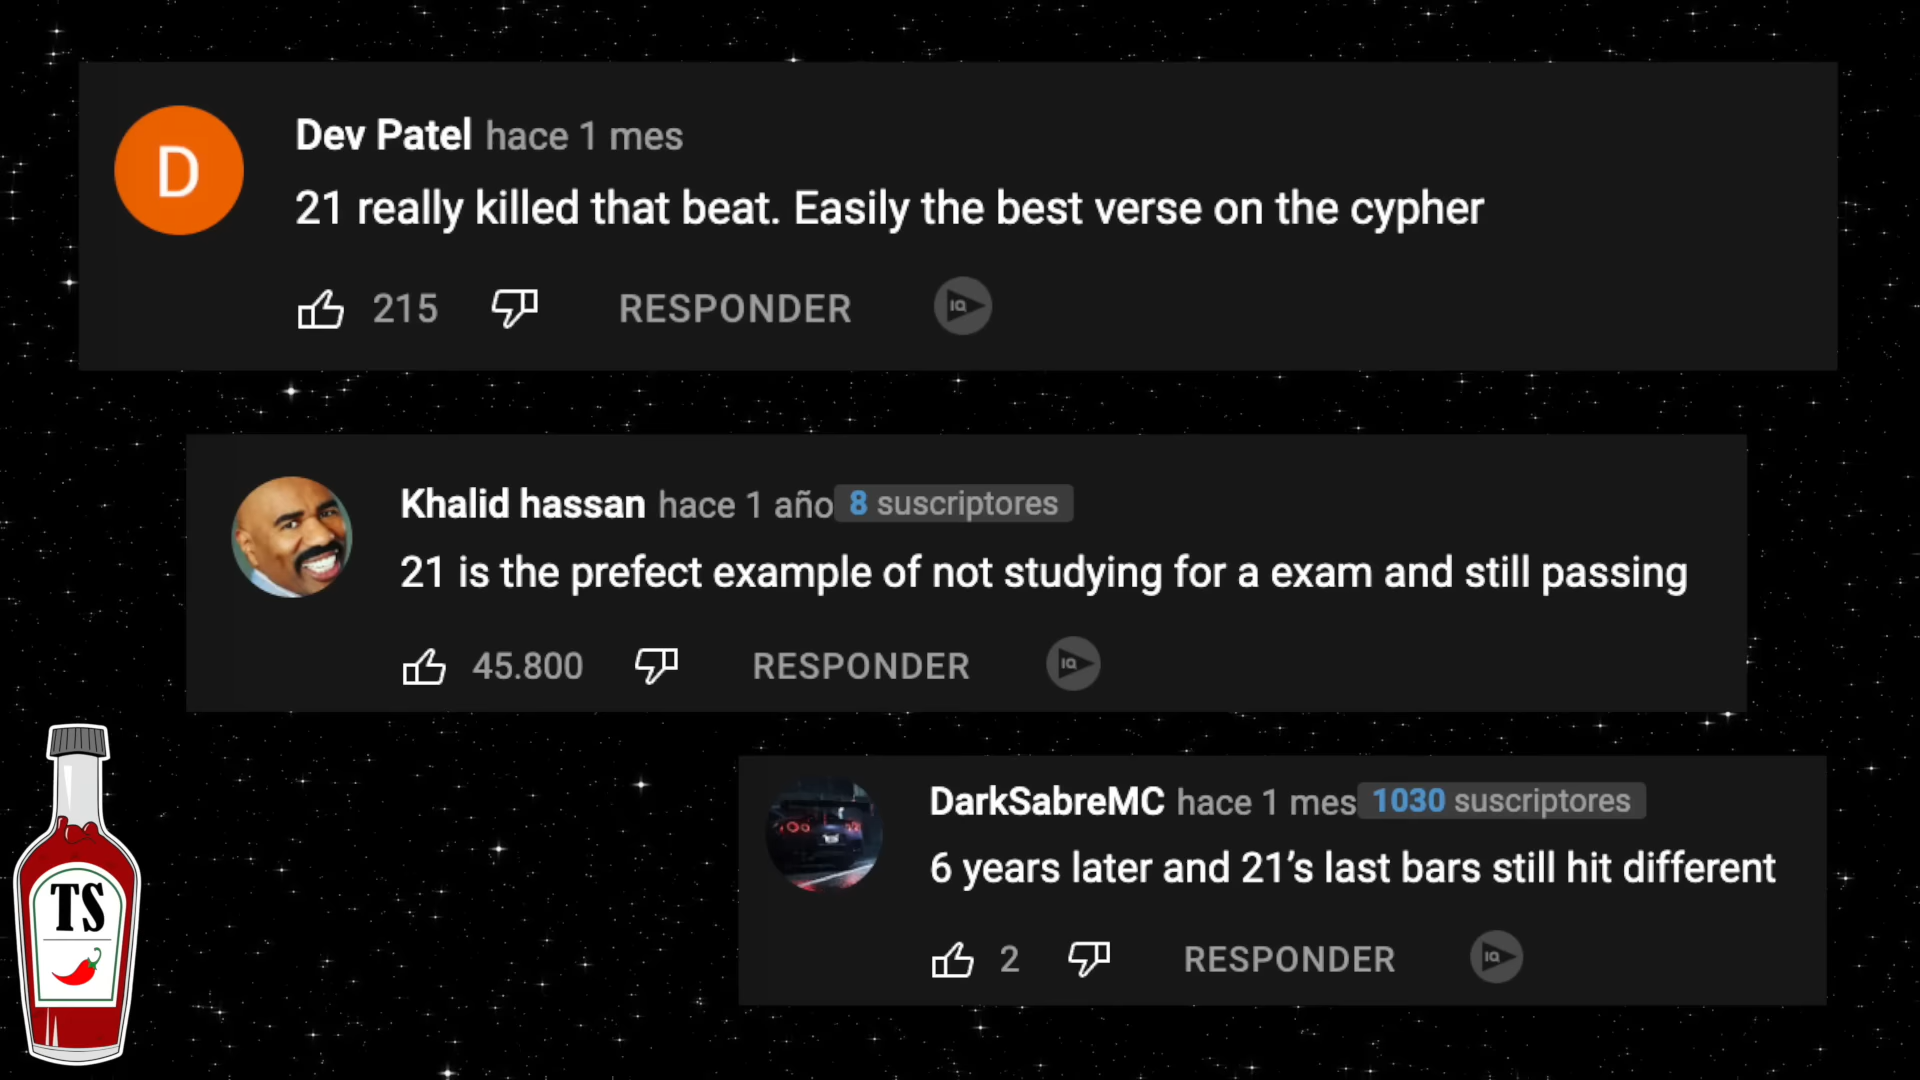 D
Dev Patel hace 1 mes
21 really killed that beat. Easily the best verse on the cypher
215 RESPONDER IQ
Khalid hassan hace 1 año 8 suscriptores
21 is the prefect example of not studying for a exam and still passing
45.800 RESPONDER IQ
DarkSabreMC hace 1 mes 1030 suscriptores
6 years later and 21’s last bars still hit different
2 RESPONDER IQ
TS